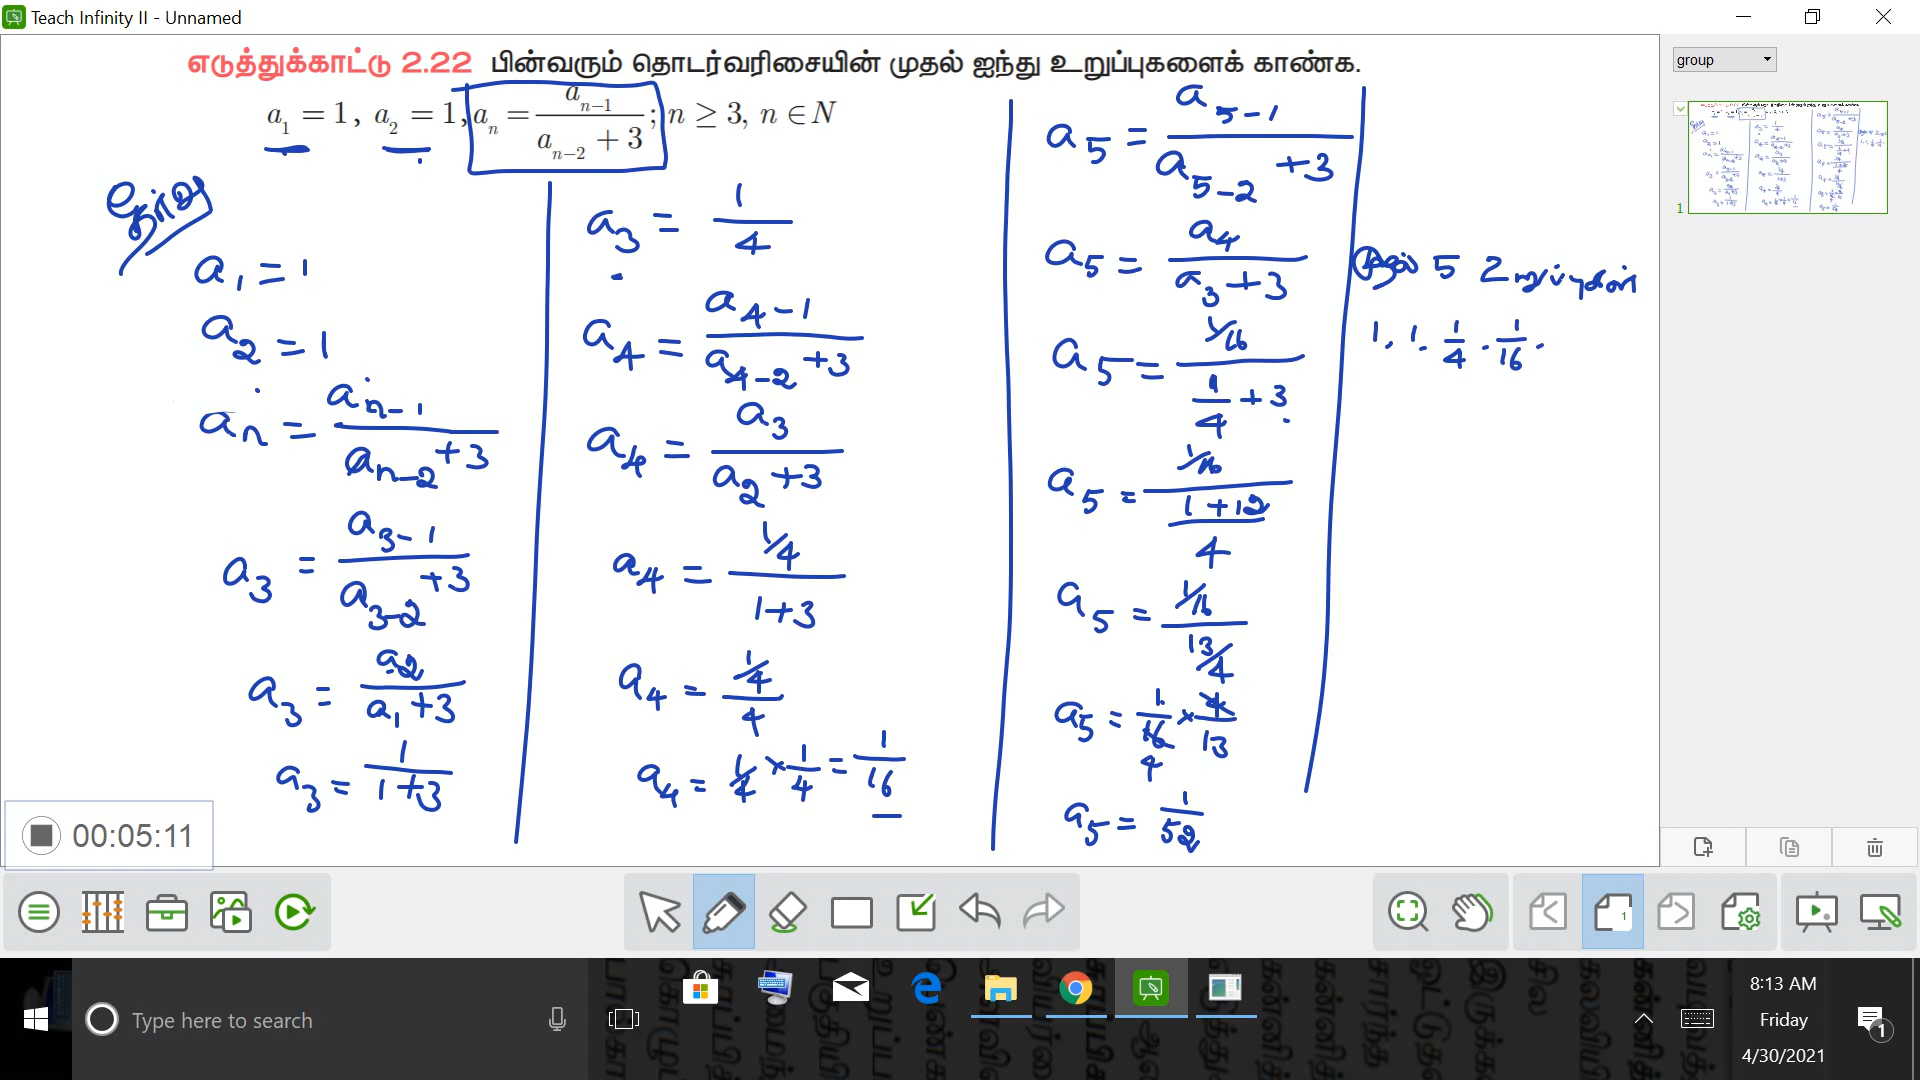 Teach Infinity II - Unnamed
எடுத்துக்காட்டு 2.22 பின்வரும் தொடர்வரிசையின் முதல் ஐந்து உறுப்புகளைக் காண்க.
a₁ = 1, a₂ = 1, aₙ = aₙ₋₁ / (aₙ₋₂ + 3) ; n ≥ 3, n ∈ N
தீர்வு
a₁ = 1
a₂ = 1
aₙ = aₙ₋₁ / (aₙ₋₂ + 3)
a₃ = a₃₋₁ / (a₃₋₂ + 3)
a₃ = a₂ / (a₁ + 3)
a₃ = 1 / (1 + 3)
a₃ = 1/4
a₄ = a₄₋₁ / (a₄₋₂ + 3)
a₄ = a₃ / (a₂ + 3)
a₄ = (1/4) / (1 + 3)
a₄ = (1/4) / 4
a₄ = 1/4 × 1/4 = 1/16
a₅ = a₅₋₁ / (a₅₋₂ + 3)
a₅ = a₄ / (a₃ + 3)
a₅ = (1/16) / (1/4 + 3)
a₅ = (1/16) / ((1 + 12)/4)
a₅ = (1/16) / (13/4)
a₅ = 1/16 × 4/13
4
a₅ = 1/52
முதல் 5 உறுப்புகள்
1, 1, 1/4, 1/16,
group
1
00:05:11
1
Type here to search
8:13 AM
Friday
4/30/2021
1